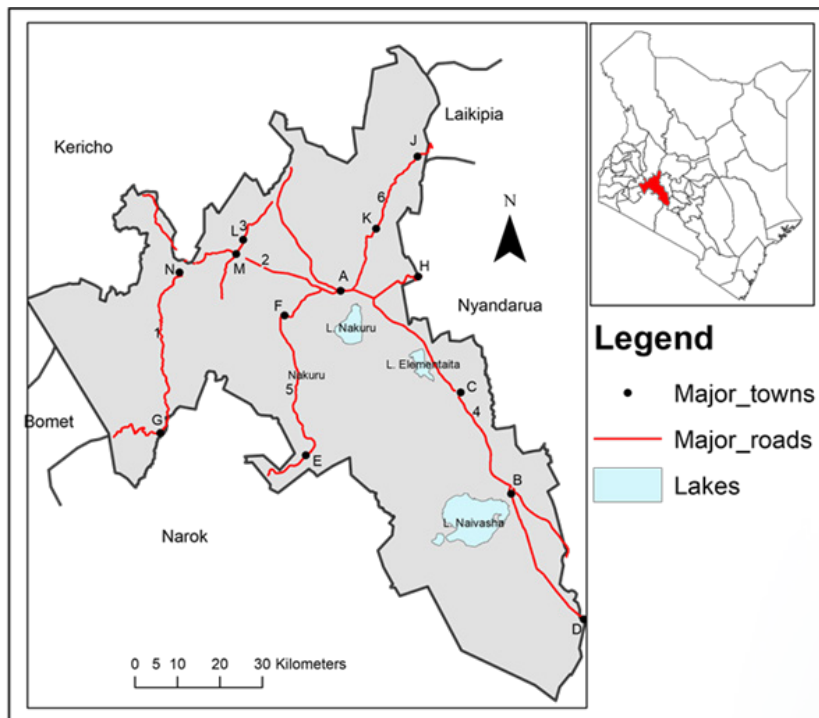 Laikipia
Kericho
J
6
K
N
L
3
M
2
N
H
A
Nyandarua
F
L. Nakuru
1
L. Elementaita
Nakuru
5
C
4
Bomet
G
E
B
L. Naivasha
Narok
D
0 5 10 20 30 Kilometers
Legend
Major_towns
Major_roads
Lakes